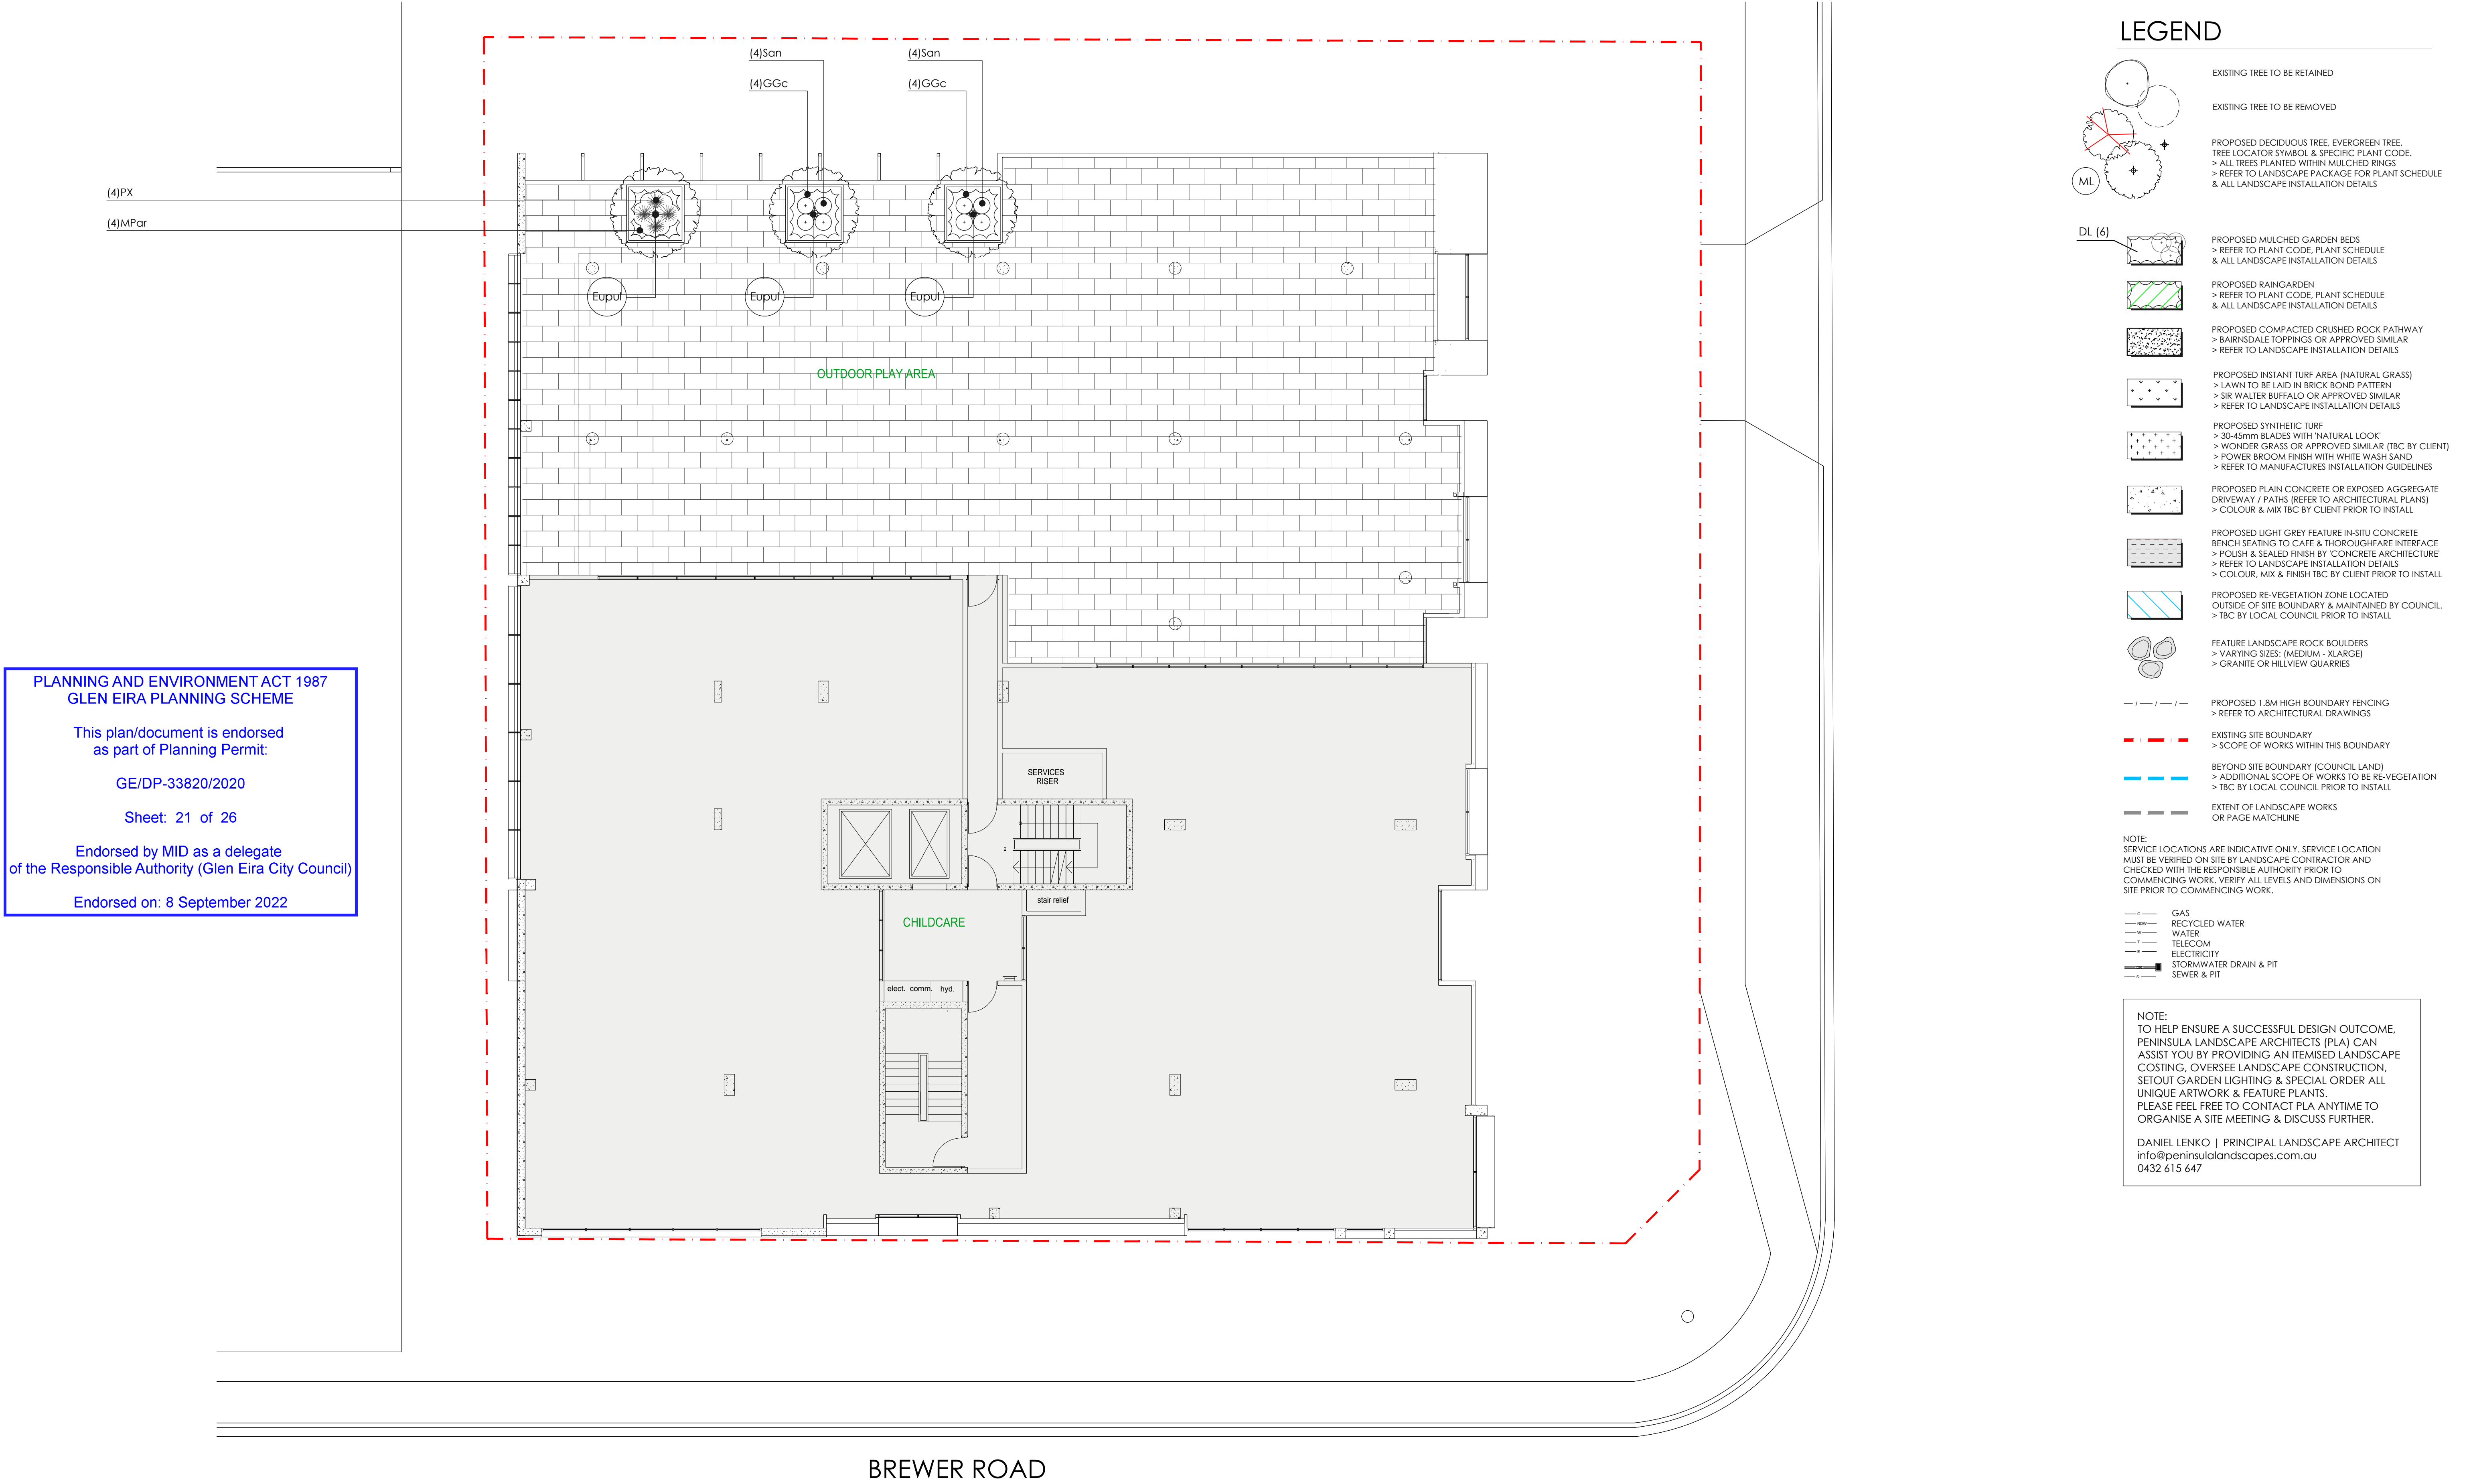 (4)San
(4)GGc
(4)San
(4)GGc
(4)PX
(4)MPar
Eupul
Eupul
Eupul
OUTDOOR PLAY AREA
SERVICES
RISER
2
stair relief
CHILDCARE
elect. comm. hyd.
BREWER ROAD
PLANNING AND ENVIRONMENT ACT 1987
GLEN EIRA PLANNING SCHEME
This plan/document is endorsed
as part of Planning Permit:
GE/DP-33820/2020
Sheet: 21 of 26
Endorsed by MID as a delegate
of the Responsible Authority (Glen Eira City Council)
Endorsed on: 8 September 2022
LEGEND
EXISTING TREE TO BE RETAINED
EXISTING TREE TO BE REMOVED
PROPOSED DECIDUOUS TREE, EVERGREEN TREE,
TREE LOCATOR SYMBOL & SPECIFIC PLANT CODE.
> ALL TREES PLANTED WITHIN MULCHED RINGS
> REFER TO LANDSCAPE PACKAGE FOR PLANT SCHEDULE
& ALL LANDSCAPE INSTALLATION DETAILS
ML
DL (6)
PROPOSED MULCHED GARDEN BEDS
> REFER TO PLANT CODE, PLANT SCHEDULE
& ALL LANDSCAPE INSTALLATION DETAILS
PROPOSED RAINGARDEN
> REFER TO PLANT CODE, PLANT SCHEDULE
& ALL LANDSCAPE INSTALLATION DETAILS
PROPOSED COMPACTED CRUSHED ROCK PATHWAY
> BAIRNSDALE TOPPINGS OR APPROVED SIMILAR
> REFER TO LANDSCAPE INSTALLATION DETAILS
PROPOSED INSTANT TURF AREA (NATURAL GRASS)
> LAWN TO BE LAID IN BRICK BOND PATTERN
> SIR WALTER BUFFALO OR APPROVED SIMILAR
> REFER TO LANDSCAPE INSTALLATION DETAILS
PROPOSED SYNTHETIC TURF
> 30-45mm BLADES WITH 'NATURAL LOOK'
> WONDER GRASS OR APPROVED SIMILAR (TBC BY CLIENT)
> POWER BROOM FINISH WITH WHITE WASH SAND
> REFER TO MANUFACTURES INSTALLATION GUIDELINES
PROPOSED PLAIN CONCRETE OR EXPOSED AGGREGATE
DRIVEWAY / PATHS (REFER TO ARCHITECTURAL PLANS)
> COLOUR & MIX TBC BY CLIENT PRIOR TO INSTALL
PROPOSED LIGHT GREY FEATURE IN-SITU CONCRETE
BENCH SEATING TO CAFE & THOROUGHFARE INTERFACE
> POLISH & SEALED FINISH BY 'CONCRETE ARCHITECTURE'
> REFER TO LANDSCAPE INSTALLATION DETAILS
> COLOUR, MIX & FINISH TBC BY CLIENT PRIOR TO INSTALL
PROPOSED RE-VEGETATION ZONE LOCATED
OUTSIDE OF SITE BOUNDARY & MAINTAINED BY COUNCIL.
> TBC BY LOCAL COUNCIL PRIOR TO INSTALL
FEATURE LANDSCAPE ROCK BOULDERS
> VARYING SIZES: (MEDIUM - XLARGE)
> GRANITE OR HILLVIEW QUARRIES
PROPOSED 1.8M HIGH BOUNDARY FENCING
> REFER TO ARCHITECTURAL DRAWINGS
EXISTING SITE BOUNDARY
> SCOPE OF WORKS WITHIN THIS BOUNDARY
BEYOND SITE BOUNDARY (COUNCIL LAND)
> ADDITIONAL SCOPE OF WORKS TO BE RE-VEGETATION
> TBC BY LOCAL COUNCIL PRIOR TO INSTALL
EXTENT OF LANDSCAPE WORKS
OR PAGE MATCHLINE
NOTE:
SERVICE LOCATIONS ARE INDICATIVE ONLY. SERVICE LOCATION
MUST BE VERIFIED ON SITE BY LANDSCAPE CONTRACTOR AND
CHECKED WITH THE RESPONSIBLE AUTHORITY PRIOR TO
COMMENCING WORK. VERIFY ALL LEVELS AND DIMENSIONS ON
SITE PRIOR TO COMMENCING WORK.
G GAS
RECYCLED WATER
W WATER
T TELECOM
E ELECTRICITY
STORMWATER DRAIN & PIT
S SEWER & PIT
NOTE:
TO HELP ENSURE A SUCCESSFUL DESIGN OUTCOME,
PENINSULA LANDSCAPE ARCHITECTS (PLA) CAN
ASSIST YOU BY PROVIDING AN ITEMISED LANDSCAPE
COSTING, OVERSEE LANDSCAPE CONSTRUCTION,
SETOUT GARDEN LIGHTING & SPECIAL ORDER ALL
UNIQUE ARTWORK & FEATURE PLANTS.
PLEASE FEEL FREE TO CONTACT PLA ANYTIME TO
ORGANISE A SITE MEETING & DISCUSS FURTHER.
DANIEL LENKO | PRINCIPAL LANDSCAPE ARCHITECT
info@peninsulalandscapes.com.au
0432 615 647